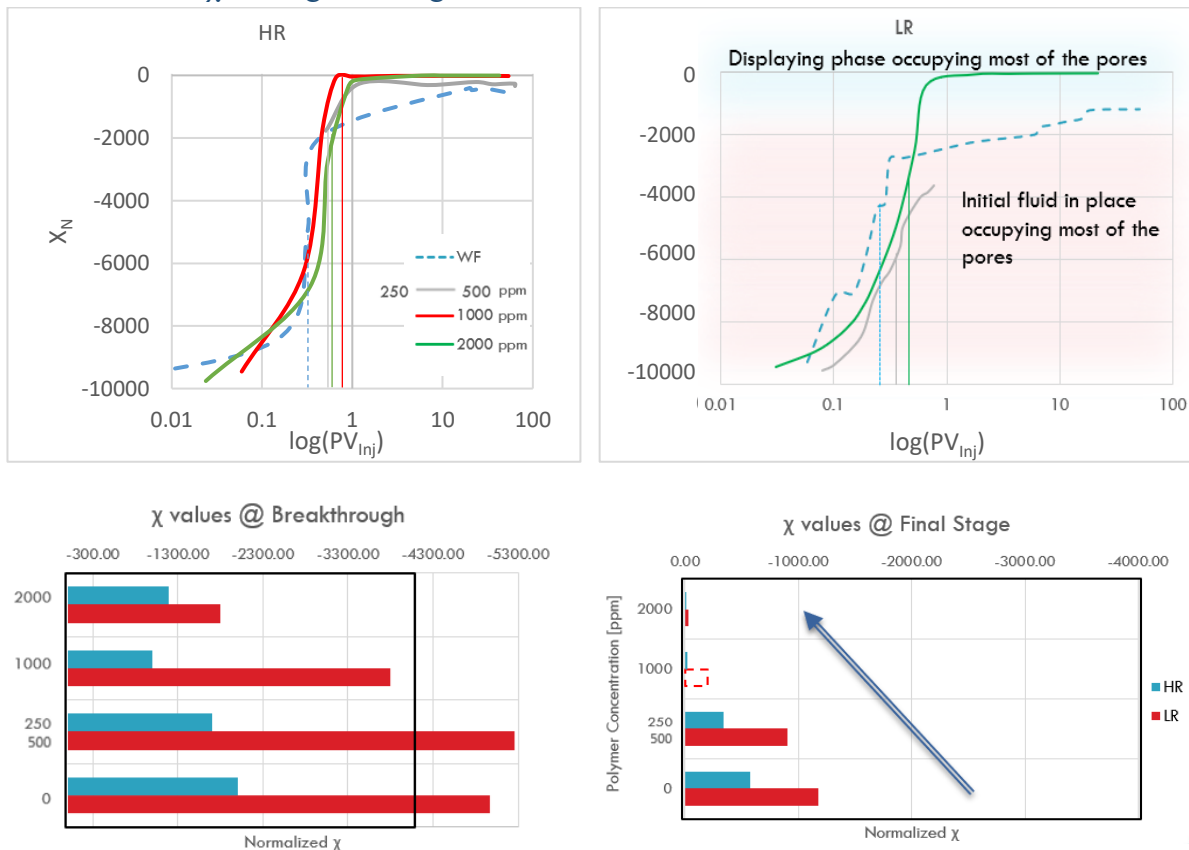 HR
0
-2000
-4000
-6000
-8000
-10000
X_N
WF
250 500 ppm
1000 ppm
2000 ppm
0.01 0.1 1 10 100
log(PV_Inj)
LR
Displaying phase occupying most of the pores
0
-2000
-4000
-6000
-8000
-10000
Initial fluid in place
occupying most of the
pores
0.01 0.1 1 10 100
log(PV_Inj)
χ values @ Breakthrough
-300.00 -1300.00 -2300.00 -3300.00 -4300.00 -5300.00
2000
1000
250
500
0
Normalized χ
χ values @ Final Stage
0.00 -1000.00 -2000.00 -3000.00 -4000.00
Polymer Concentration [ppm]
2000
1000
250
500
0
HR
LR
Normalized χ